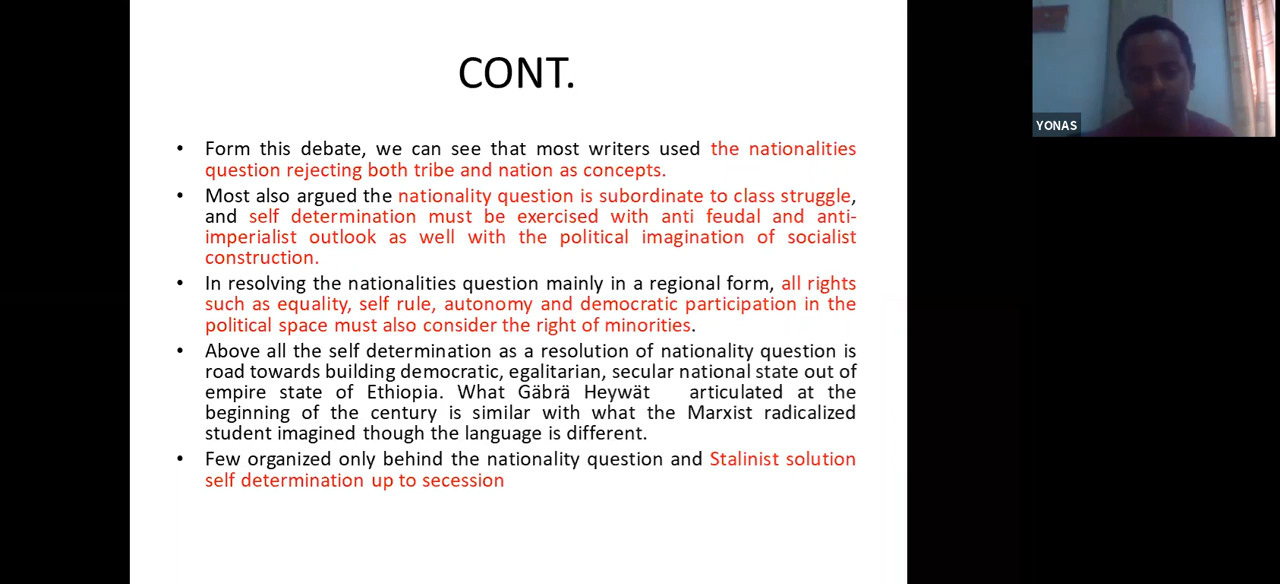 CONT.
• Form this debate, we can see that most writers used the nationalities
question rejecting both tribe and nation as concepts.
• Most also argued the nationality question is subordinate to class struggle,
and self determination must be exercised with anti feudal and anti-
imperialist outlook as well with the political imagination of socialist
construction.
• In resolving the nationalities question mainly in a regional form, all rights
such as equality, self rule, autonomy and democratic participation in the
political space must also consider the right of minorities.
• Above all the self determination as a resolution of nationality question is
road towards building democratic, egalitarian, secular national state out of
empire state of Ethiopia. What Gäbrä Heywät articulated at the
beginning of the century is similar with what the Marxist radicalized
student imagined though the language is different.
• Few organized only behind the nationality question and Stalinist solution
self determination up to secession
YONAS